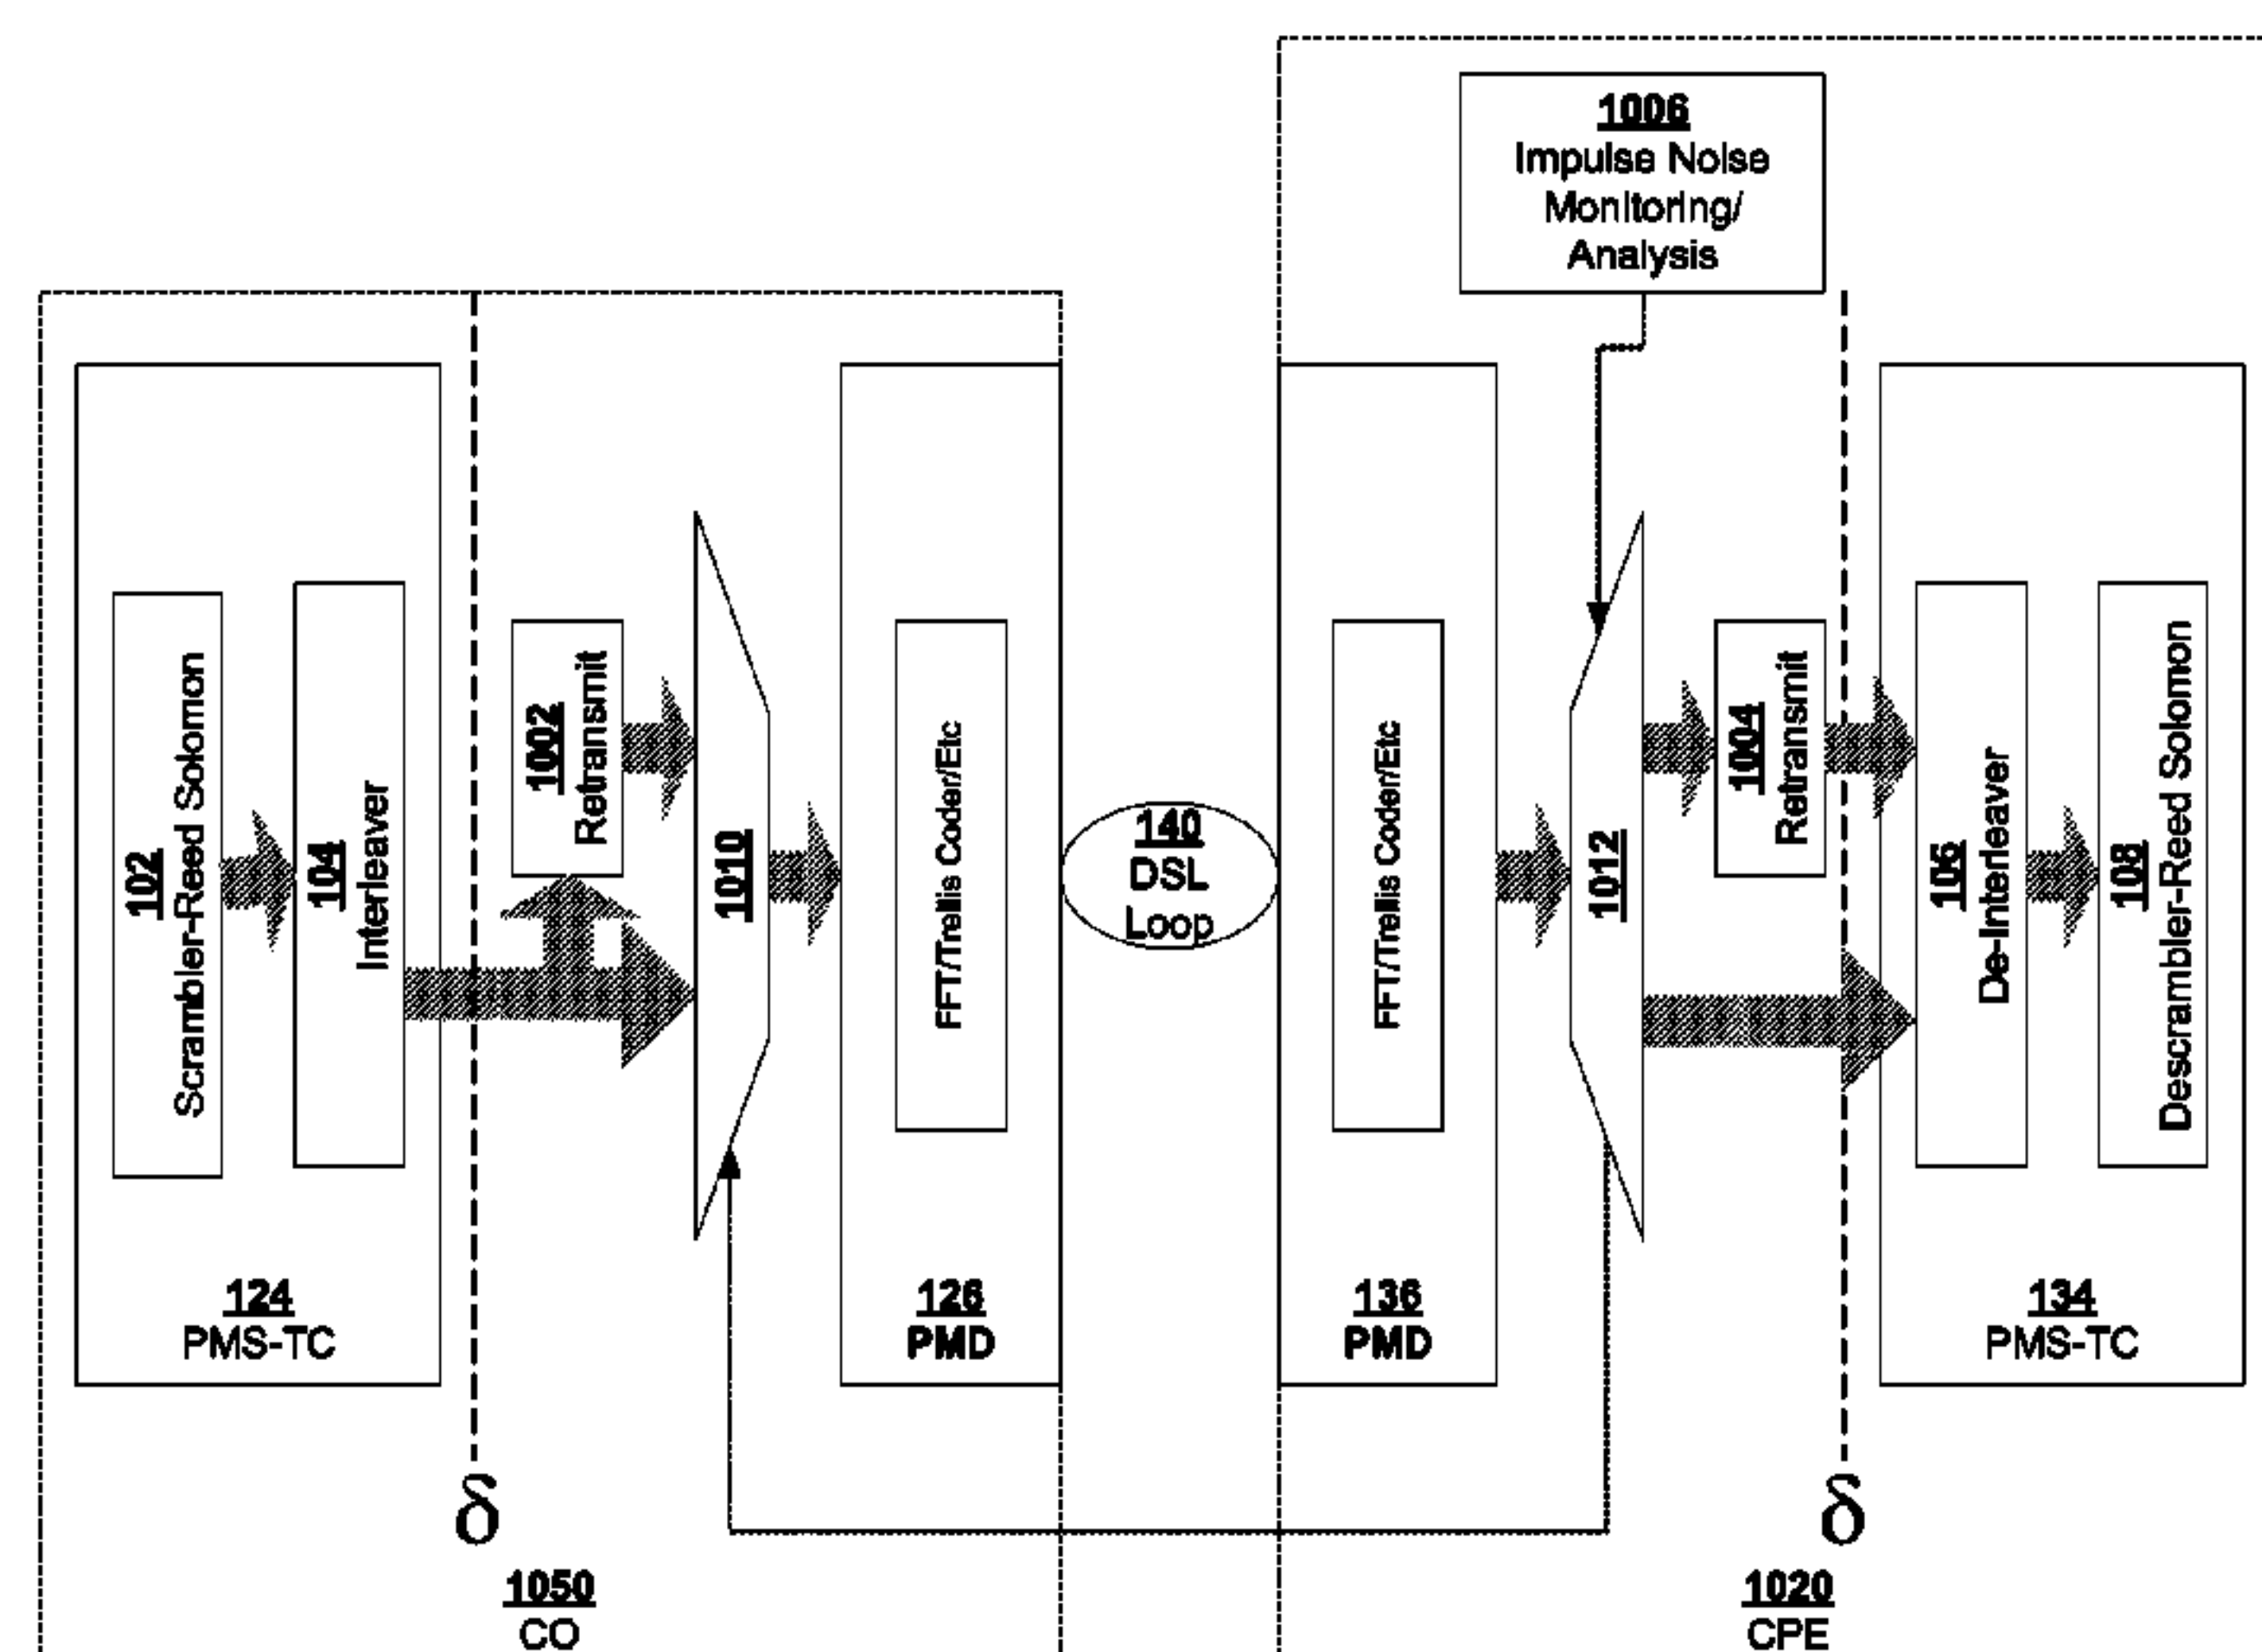 1006
Impulse Noise
Monitoring/
Analysis
102
Scrambler-Reed Solomon
104
Interleaver
1002
Retransmit
1010
FFT/Trellis Coder/Etc
140
DSL
Loop
FFT/Trellis Coder/Etc
1012
1004
Retransmit
106
De-Interleaver
108
Descrambler-Reed Solomon
124
PMS-TC
126
PMD
136
PMD
134
PMS-TC
δ
δ
1050
CO
1020
CPE